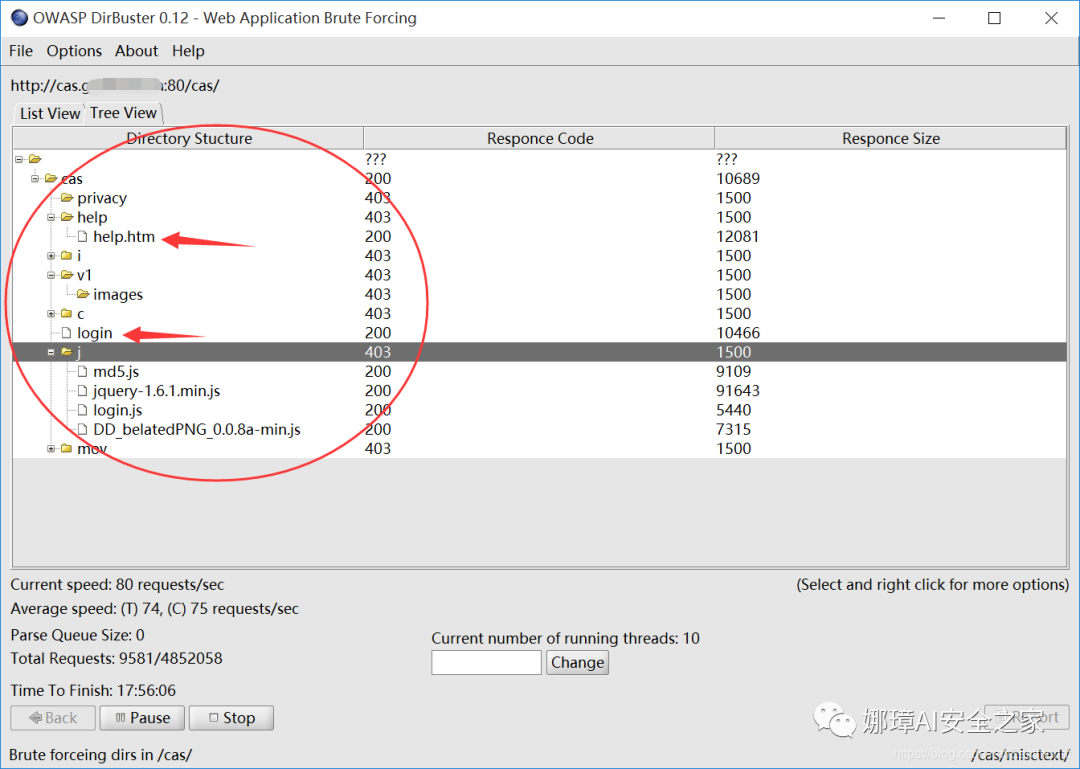 OWASP DirBuster 0.12 - Web Application Brute Forcing
File Options About Help
http://cas.g :80/cas/
List View Tree View
Directory Stucture Responce Code Responce Size
??? ???
cas 200 10689
privacy 403 1500
help 403 1500
help.htm 200 12081
i 403 1500
v1 403 1500
images 403 1500
c 403 1500
login 200 10466
j 403 1500
md5.js 200 9109
jquery-1.6.1.min.js 200 91643
login.js 200 5440
DD_belatedPNG_0.0.8a-min.js 200 7315
mov 403 1500
Current speed: 80 requests/sec (Select and right click for more options)
Average speed: (T) 74, (C) 75 requests/sec
Parse Queue Size: 0
Current number of running threads: 10
Total Requests: 9581/4852058
Change
Time To Finish: 17:56:06
Back Pause Stop Report
娜璋AI安全之家
Brute forceing dirs in /cas/ /cas/misctext/